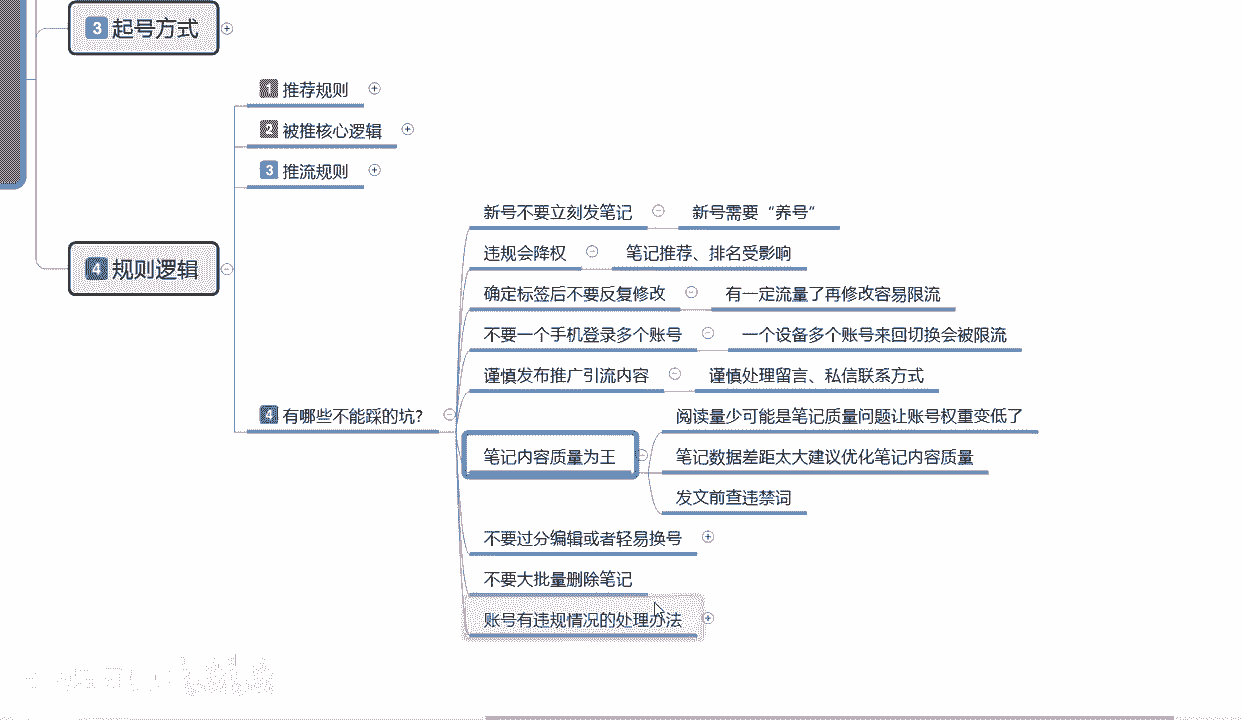 3 起号方式
1 推荐规则
2 被推核心逻辑
3 推流规则
4 规则逻辑
4 有哪些不能踩的坑?
新号不要立刻发笔记
新号需要“养号”
违规会降权
笔记推荐、排名受影响
确定标签后不要反复修改
有一定流量了再修改容易限流
不要一个手机登录多个账号
一个设备多个账号来回切换会被限流
谨慎发布推广引流内容
谨慎处理留言、私信联系方式
笔记内容质量为王
阅读量少可能是笔记质量问题让账号权重变低了
笔记数据差距太大建议优化笔记内容质量
发文前查违禁词
不要过分编辑或者轻易换号
不要大批量删除笔记
账号有违规情况的处理办法